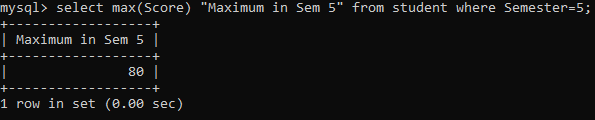 mysql> select max(Score) "Maximum in Sem 5" from student where Semester=5;
+------------------+
| Maximum in Sem 5 |
+------------------+
|               80 |
+------------------+
1 row in set (0.00 sec)